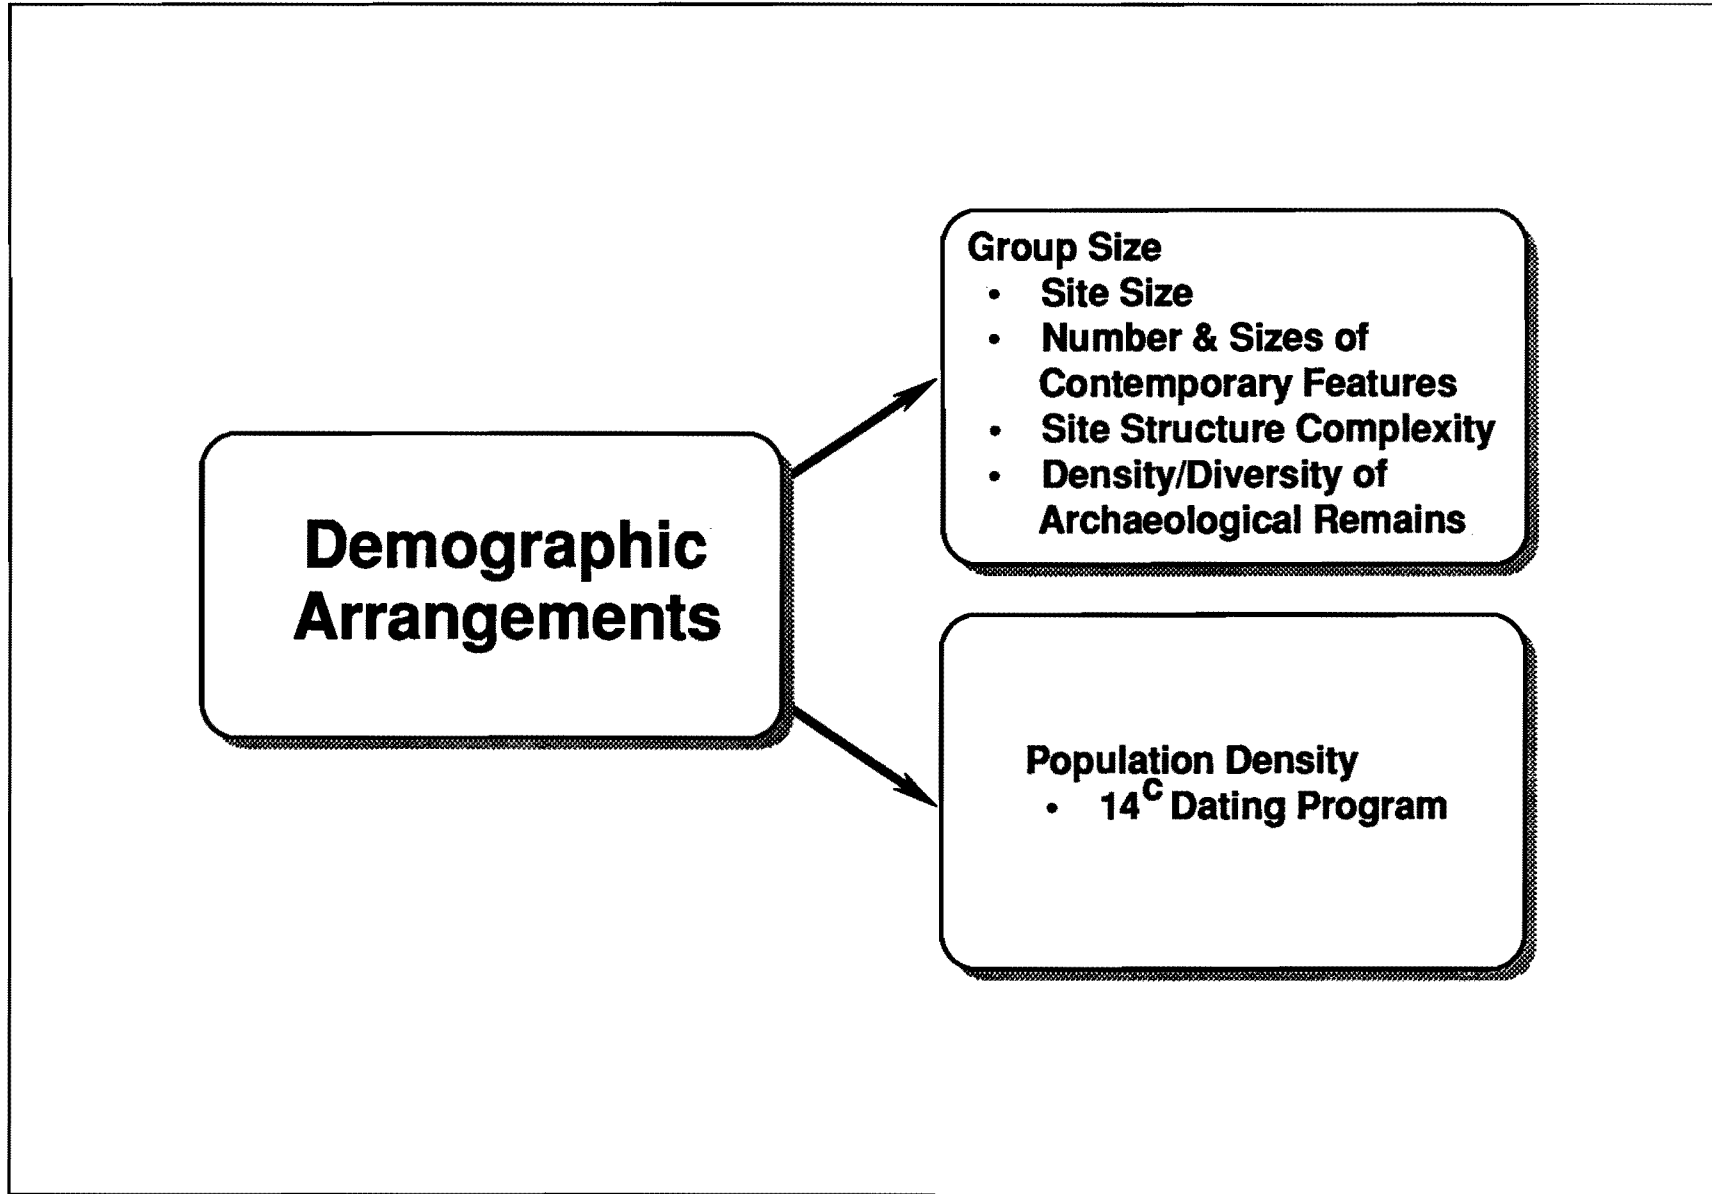 Demographic
Arrangements
Group Size
• Site Size
• Number & Sizes of
Contemporary Features
• Site Structure Complexity
• Density/Diversity of
Archaeological Remains
Population Density
• 14^C Dating Program